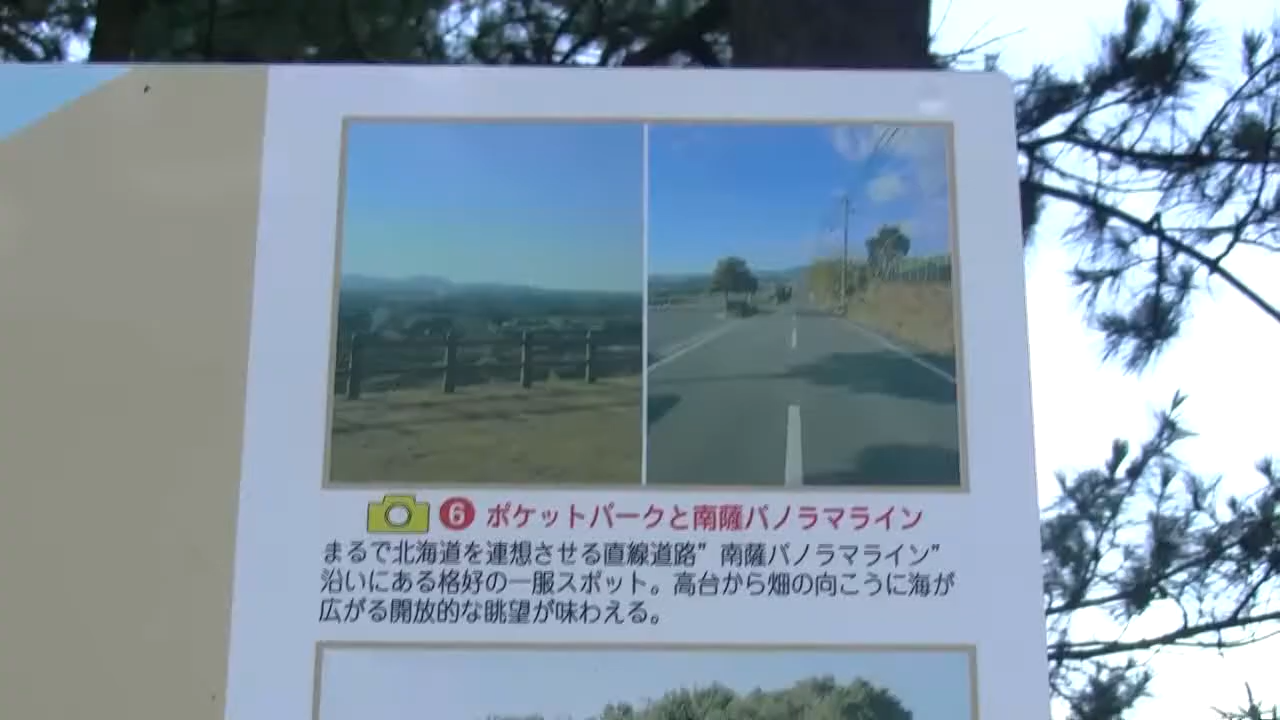 6 ポケットパークと南薩パノラマライン
まるで北海道を連想させる直線道路”南薩パノラマライン”
沿いにある格好の一服スポット。高台から畑の向こうに海が
広がる開放的な眺望が味わえる。